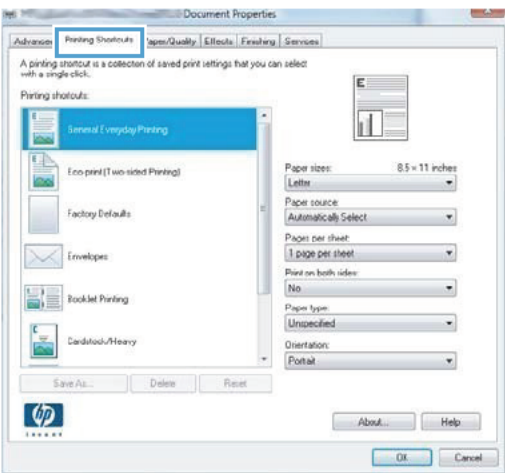 Document Properties
Advanced Printing Shortcuts Paper/Quality Effects Finishing Services
A printing shortcut is a collection of saved print settings that you can select
with a single click.
Printing shortcuts:
General Everyday Printing
Eco-print (Two-sided Printing)
Factory Defaults
Envelopes
Booklet Printing
Cardstock/Heavy
E
Paper sizes: 8.5 × 11 inches
Letter
Paper source:
Automatically Select
Pages per sheet:
1 page per sheet
Print on both sides:
No
Paper type:
Unspecified
Orientation:
Portrait
Save As... Delete Reset
hp
invent
About... Help
OK Cancel